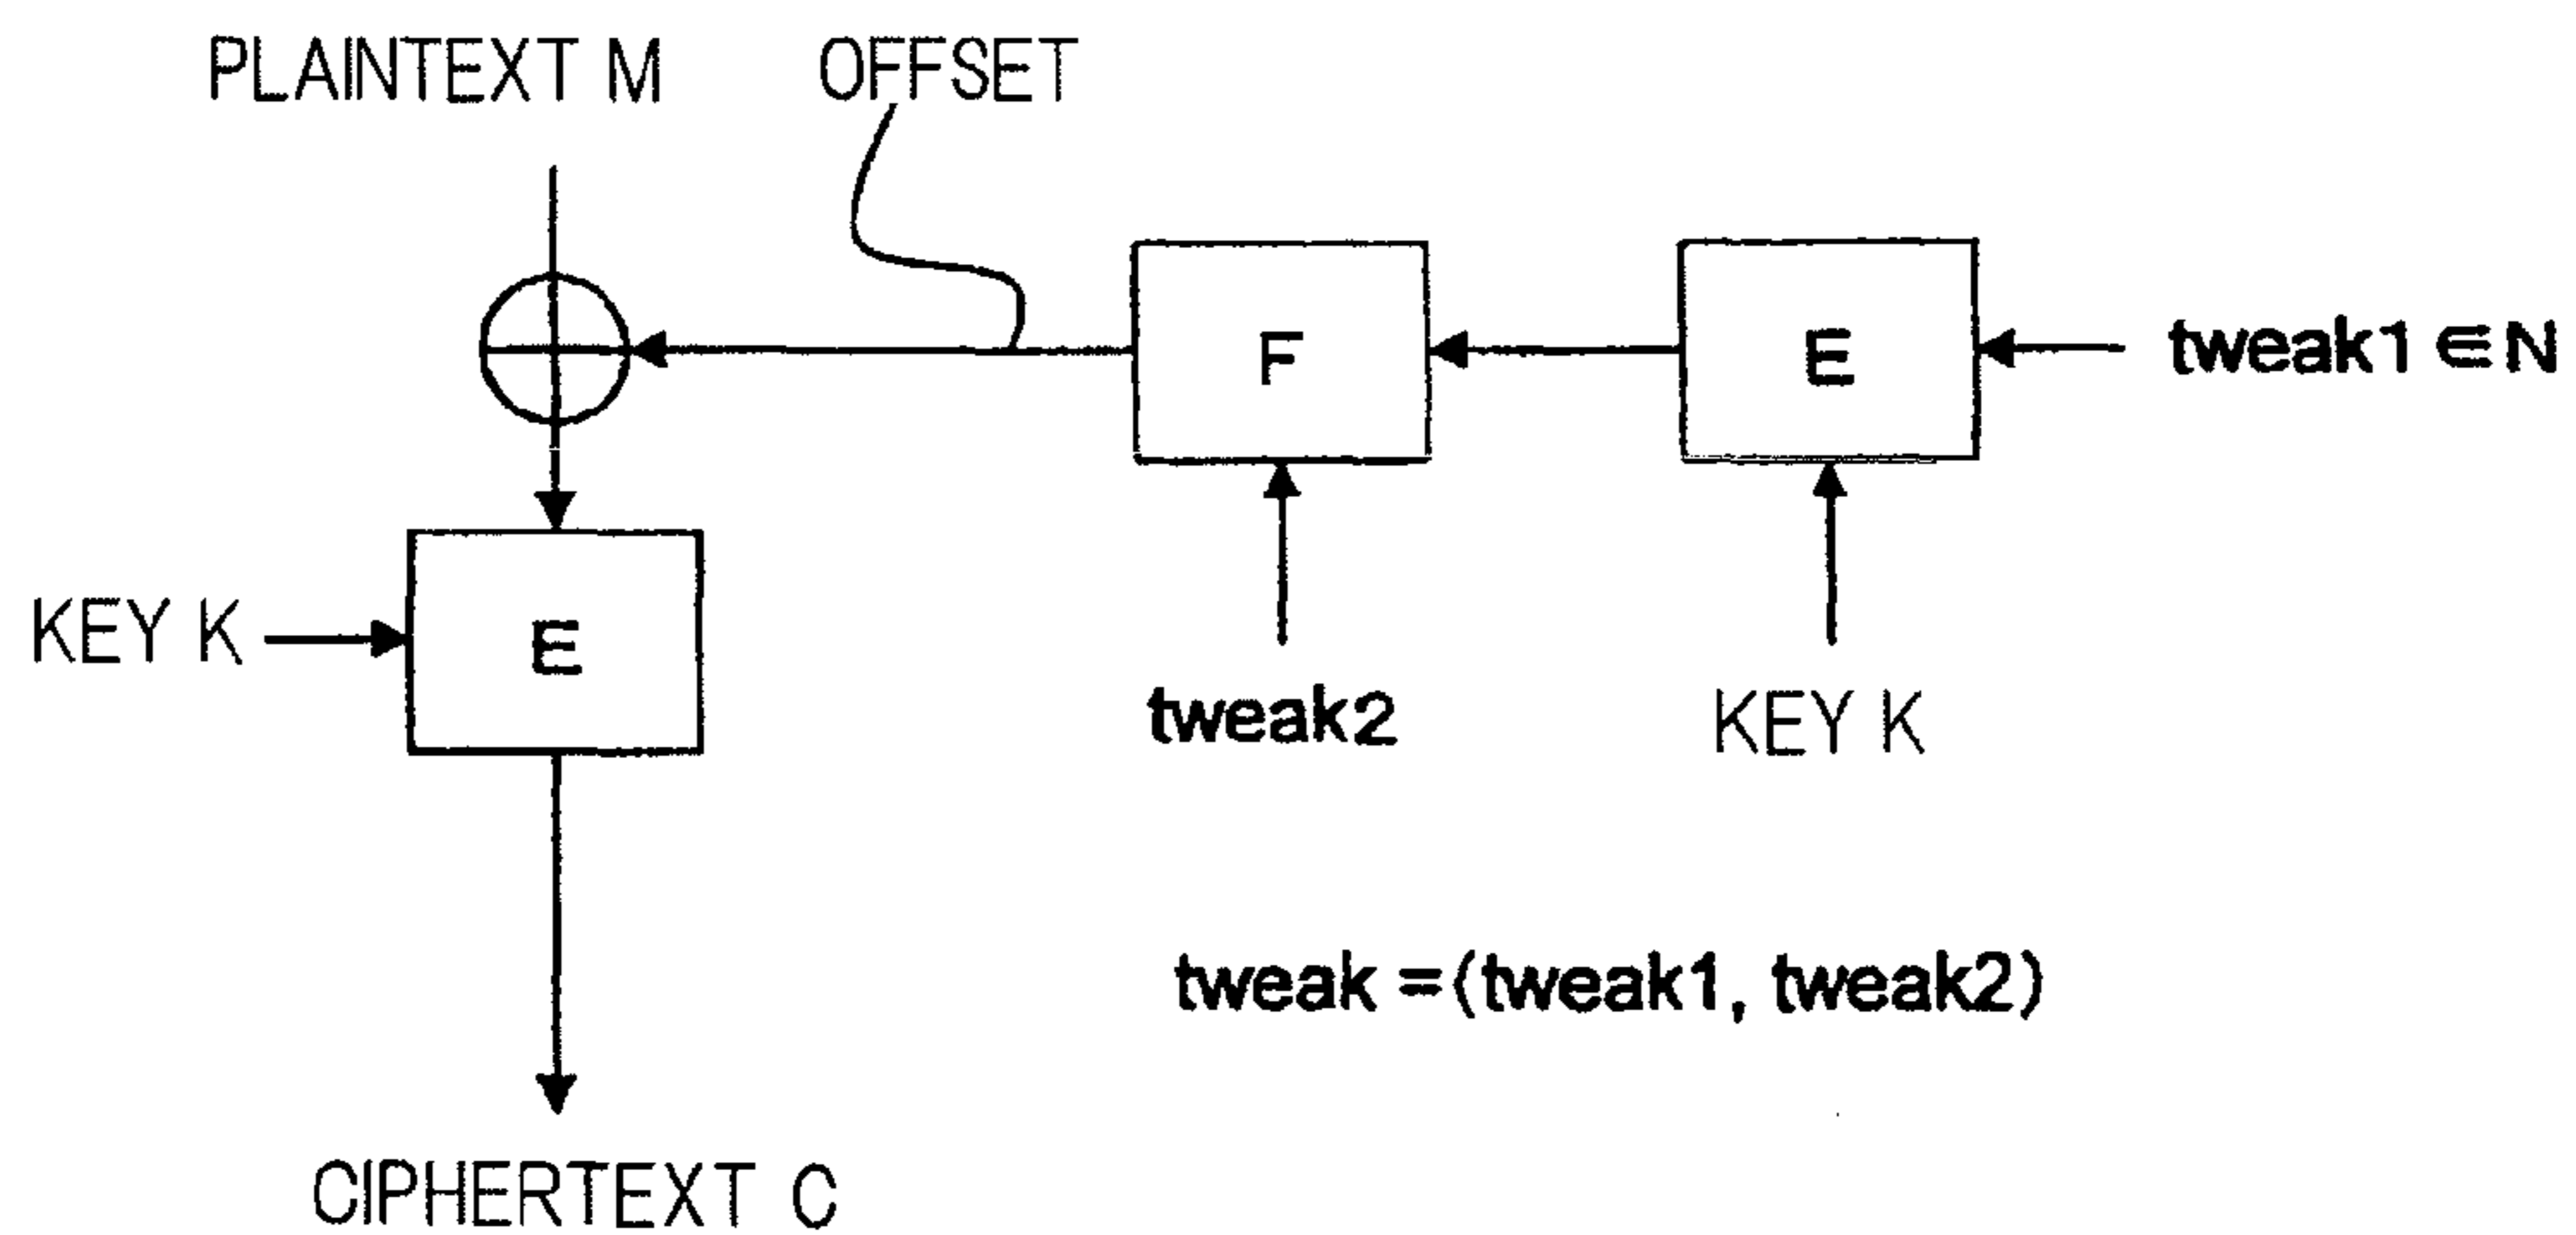 PLAINTEXT M
OFFSET
F
E
tweak1 ∈ N
KEY K
E
tweak2
KEY K
tweak =(tweak1, tweak2)
CIPHERTEXT C